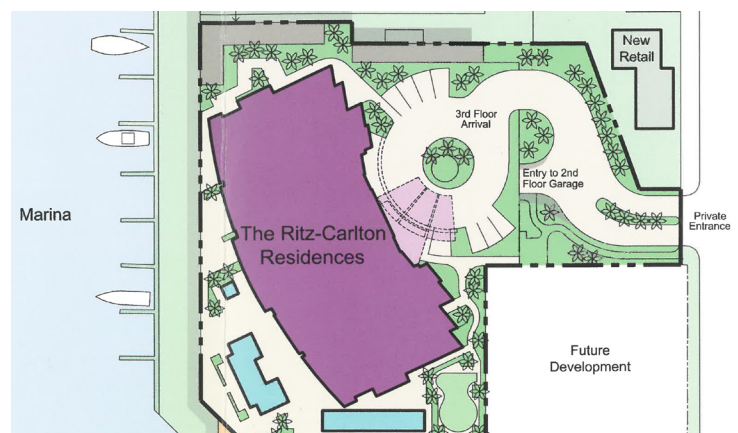 New
Retail
3rd Floor
Arrival
Entry to 2nd
Floor Garage
Marina
Private
Entrance
The Ritz-Carlton
Residences
Future
Development